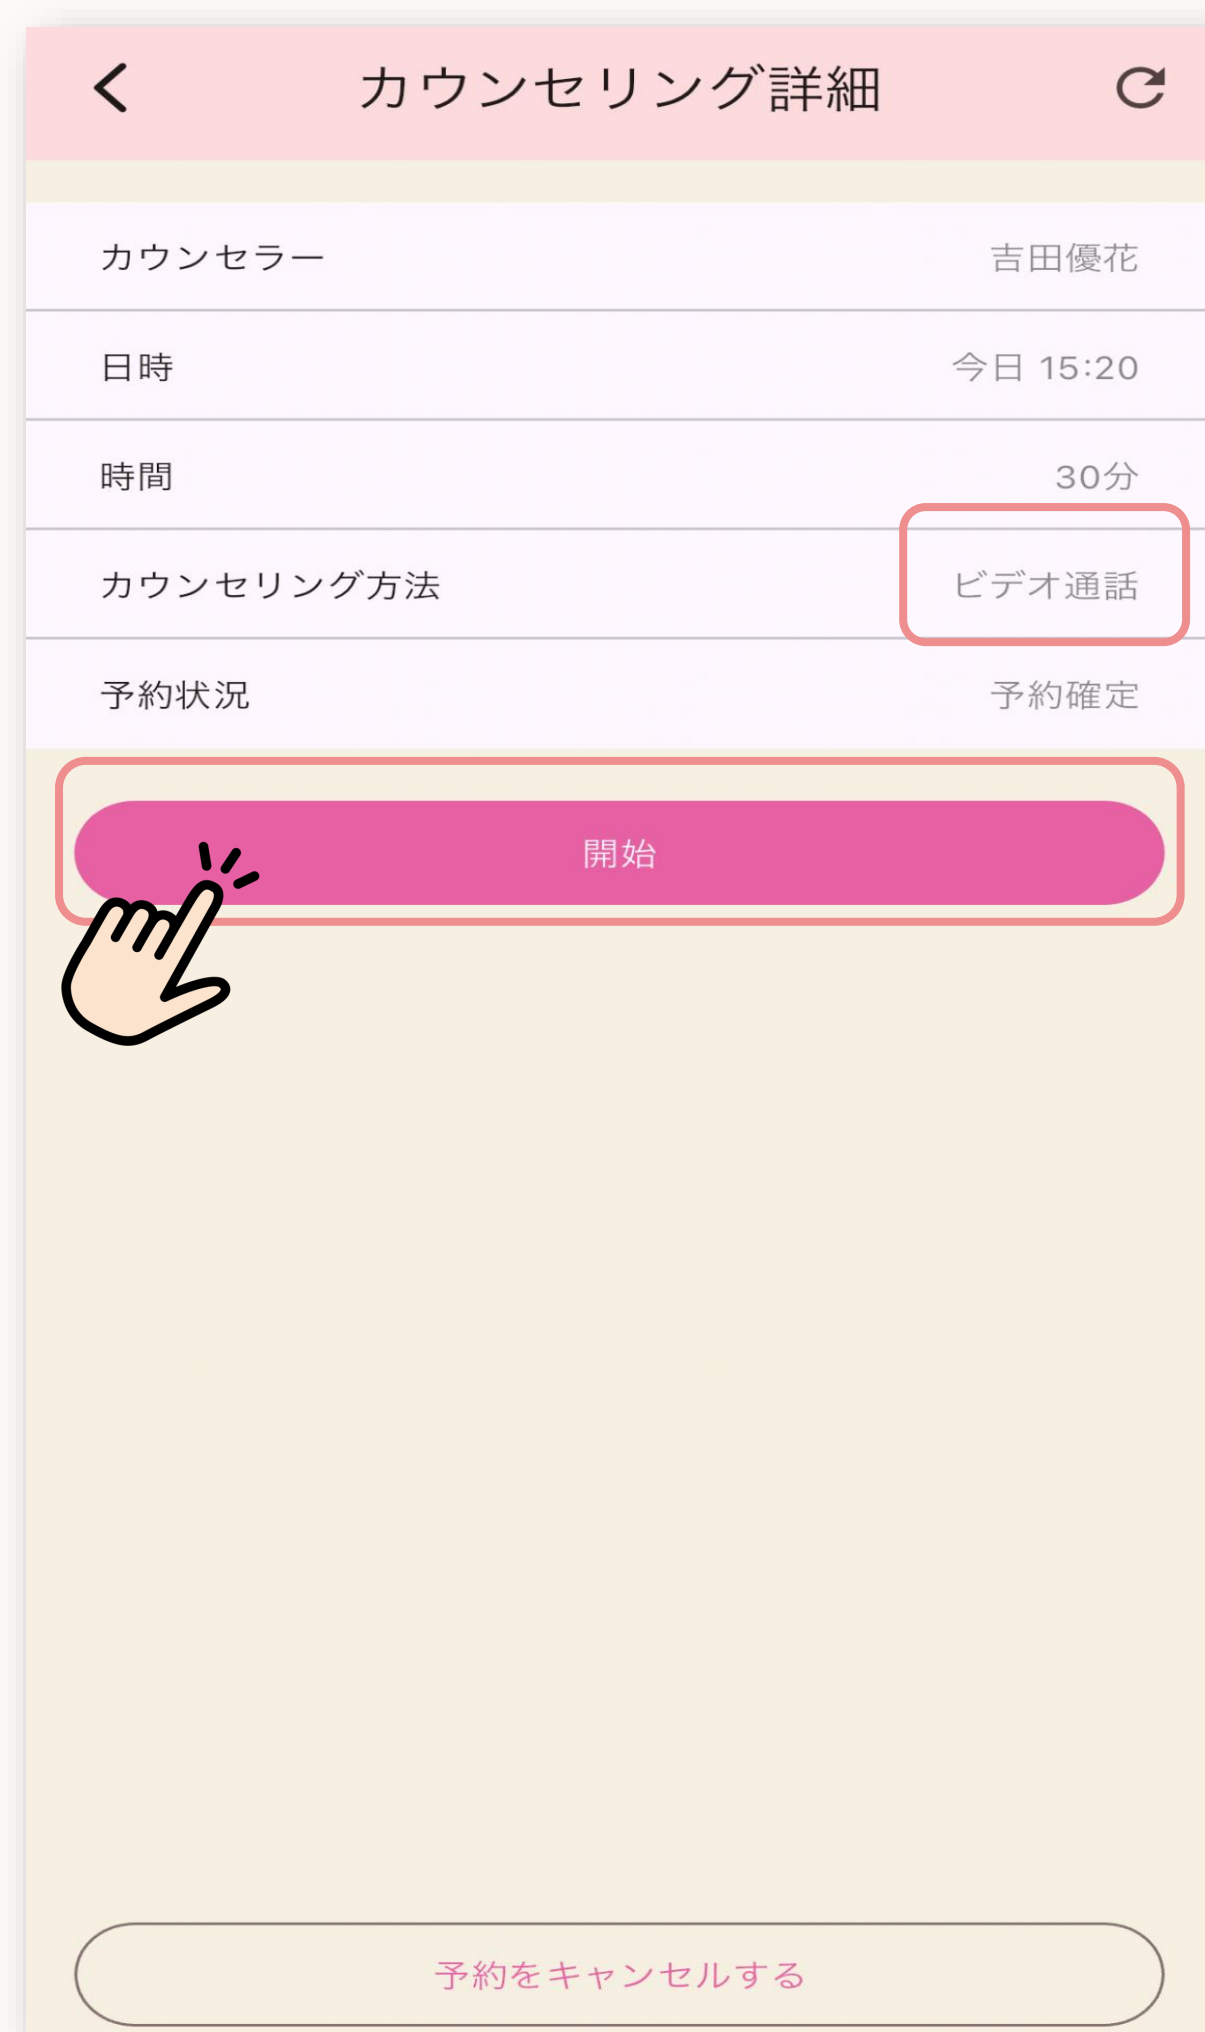 カウンセリング詳細
カウンセラー 吉田優花
日時 今日 15:20
時間 30分
カウンセリング方法 ビデオ通話
予約状況 予約確定
開始
予約をキャンセルする